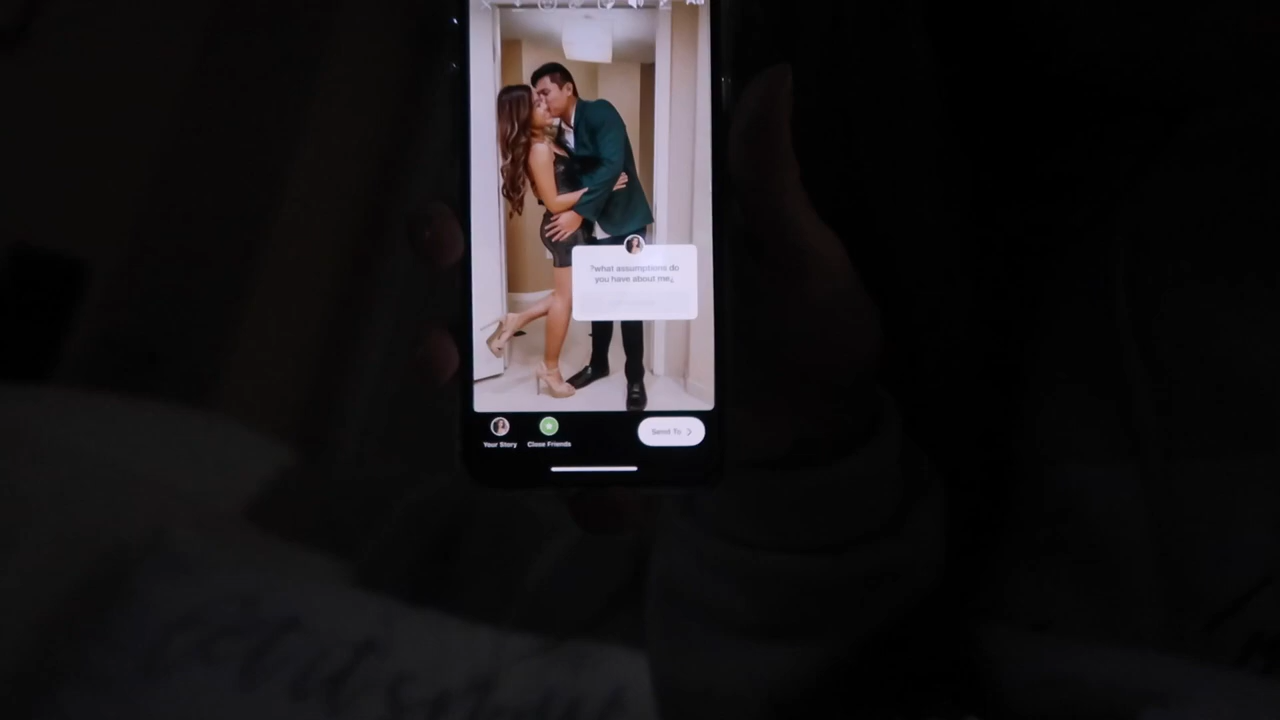 ?what assumptions do
you have about me¿
Your Story
Close Friends
Send To